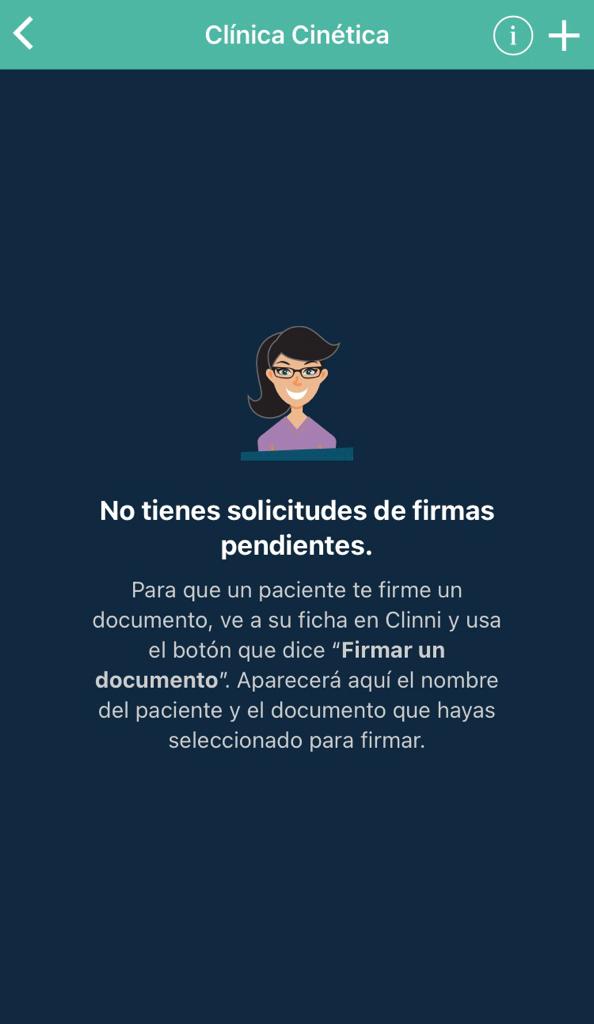 Clínica Cinética
i
No tienes solicitudes de firmas
pendientes.
Para que un paciente te firme un
documento, ve a su ficha en Clinni y usa
el botón que dice “Firmar un
documento”. Aparecerá aquí el nombre
del paciente y el documento que hayas
seleccionado para firmar.